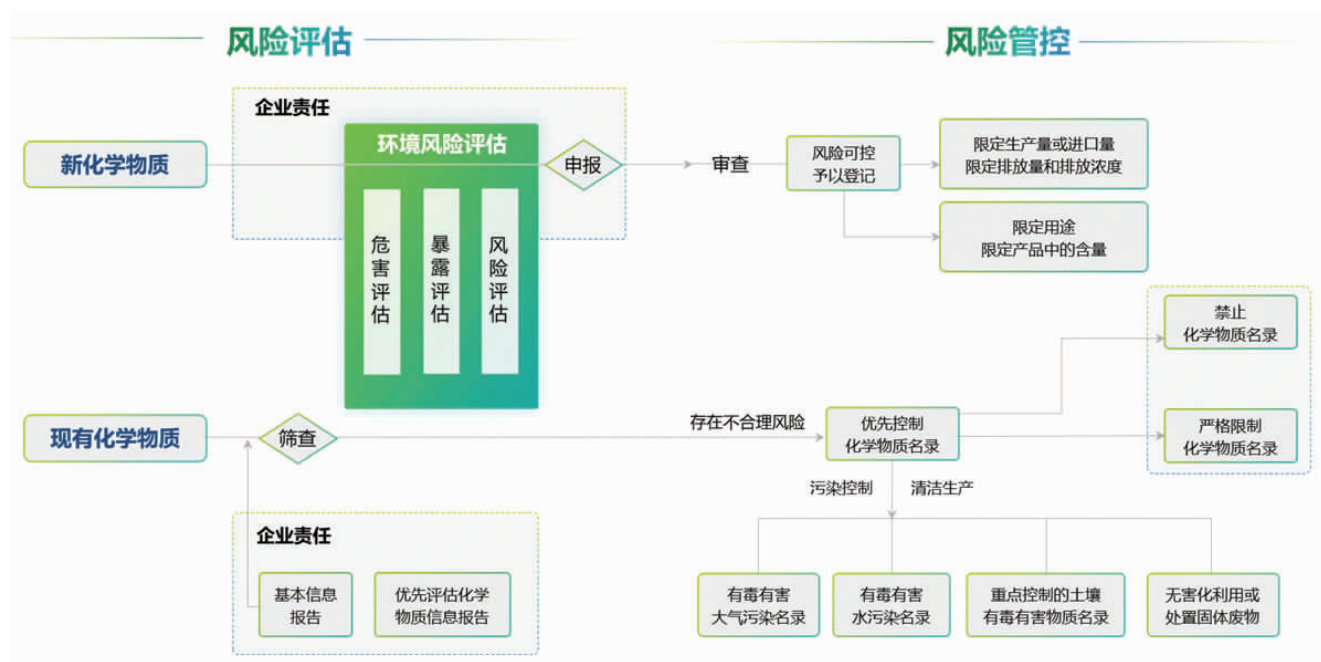 风险评估
风险管控
企业责任
新化学物质
环境风险评估
危害评估
暴露评估
风险评估
申报
审查
风险可控
予以登记
限定生产量或进口量
限定排放量和排放浓度
限定用途
限定产品中的含量
现有化学物质
筛查
存在不合理风险
优先控制
化学物质名录
禁止
化学物质名录
严格限制
化学物质名录
企业责任
基本信息
报告
优先评估化学
物质信息报告
污染控制
清洁生产
有毒有害
大气污染名录
有毒有害
水污染名录
重点控制的土壤
有毒有害物质名录
无害化利用或
处置固体废物